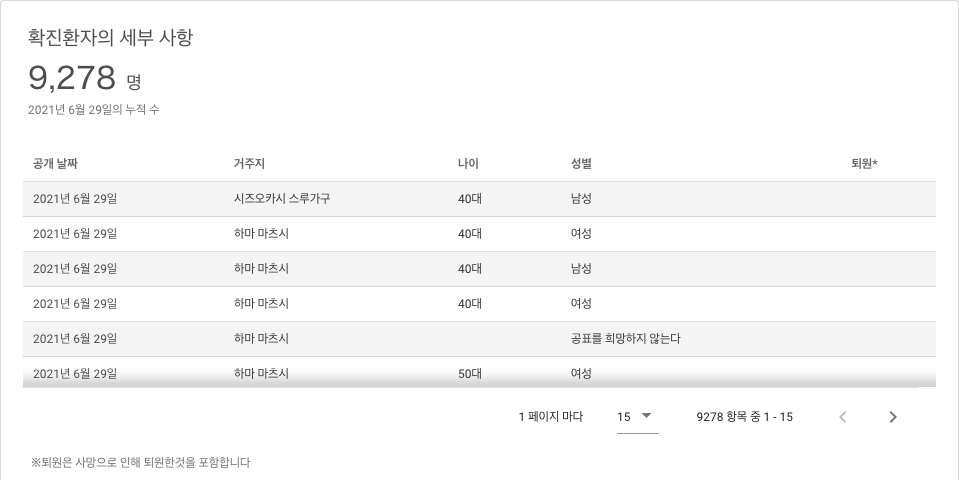 확진환자의 세부 사항
9,278 명
2021년 6월 29일의 누적 수
공개 날짜 거주지 나이 성별 퇴원*
2021년 6월 29일 시즈오카시 스루가구 40대 남성
2021년 6월 29일 하마 마츠시 40대 여성
2021년 6월 29일 하마 마츠시 40대 남성
2021년 6월 29일 하마 마츠시 40대 여성
2021년 6월 29일 하마 마츠시 공표를 희망하지 않는다
2021년 6월 29일 하마 마츠시 50대 여성
1 페이지 마다 15 9278 항목 중 1 - 15
※퇴원은 사망으로 인해 퇴원한것을 포함합니다